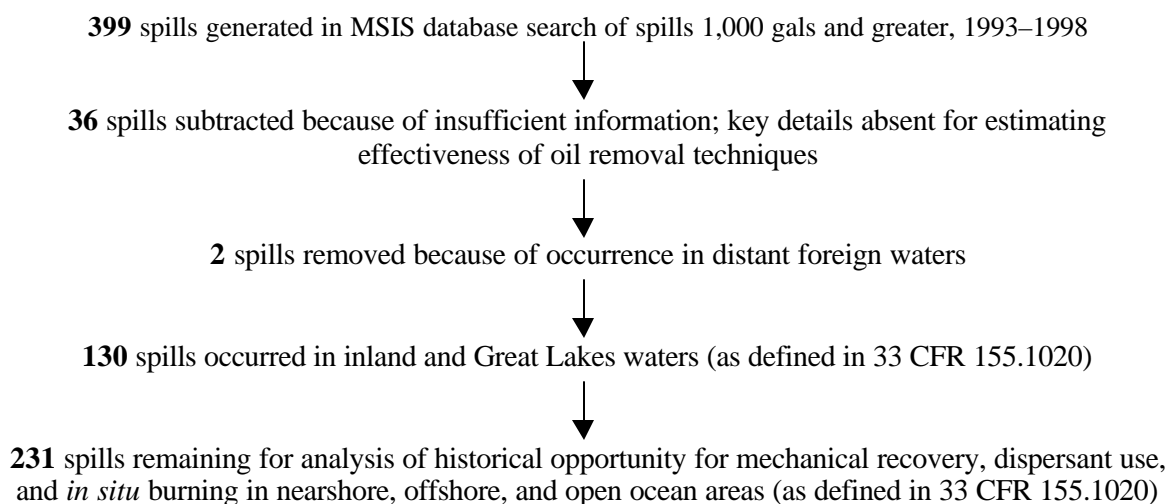 399 spills generated in MSIS database search of spills 1,000 gals and greater, 1993–1998
36 spills subtracted because of insufficient information; key details absent for estimating
effectiveness of oil removal techniques
2 spills removed because of occurrence in distant foreign waters
130 spills occurred in inland and Great Lakes waters (as defined in 33 CFR 155.1020)
231 spills remaining for analysis of historical opportunity for mechanical recovery, dispersant use,
and in situ burning in nearshore, offshore, and open ocean areas (as defined in 33 CFR 155.1020)